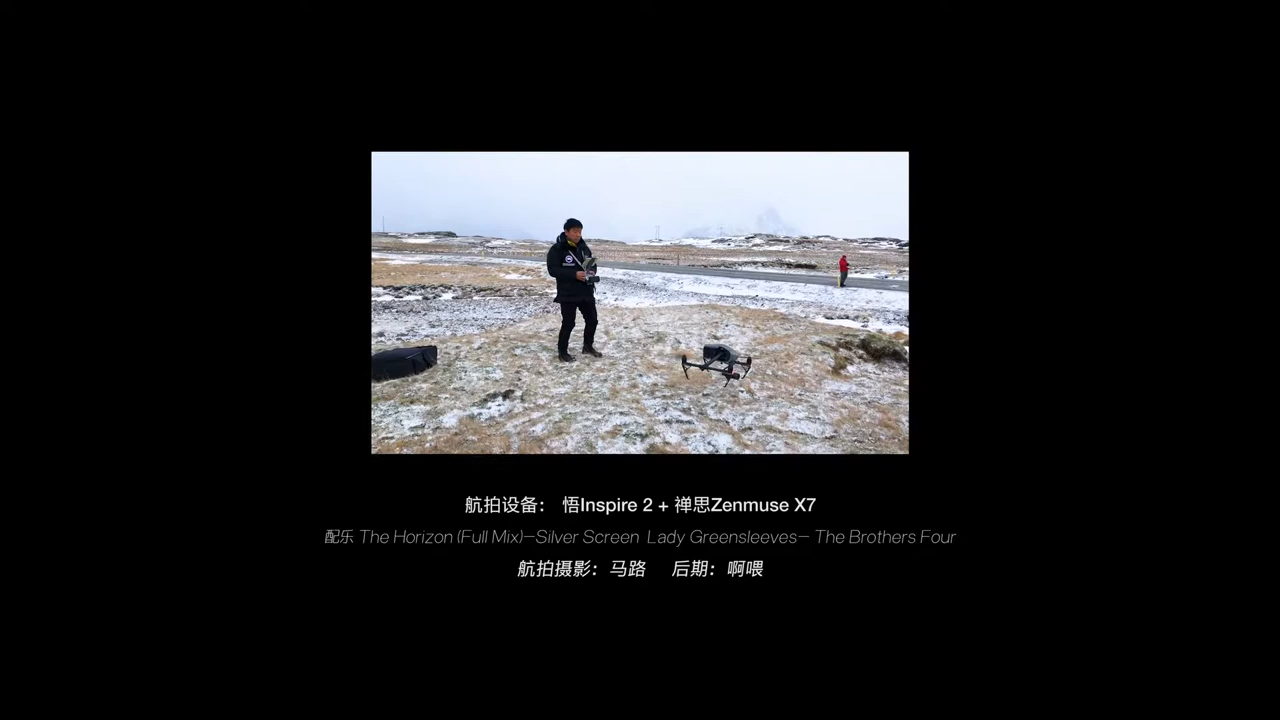 航拍设备： 悟Inspire 2 + 禅思Zenmuse X7
配乐 The Horizon (Full Mix)—Silver Screen Lady Greensleeves— The Brothers Four
航拍摄影：马路 后期：啊喂